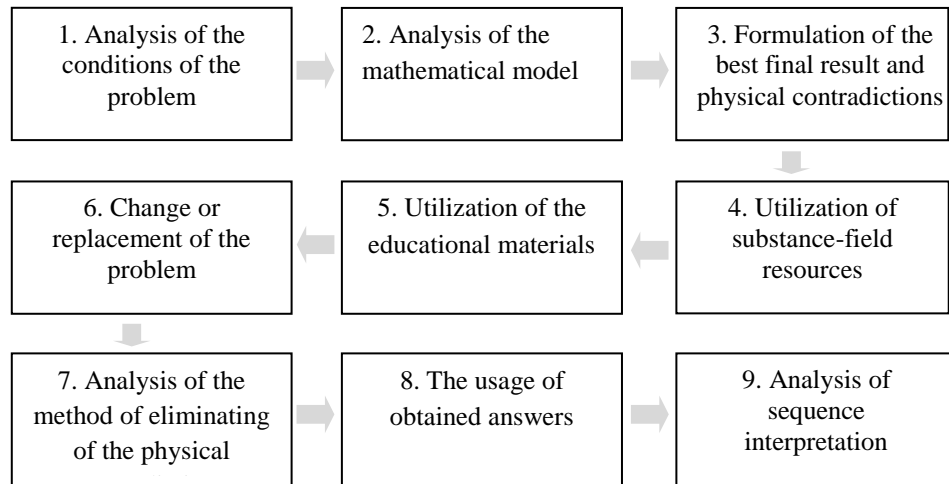 1. Analysis of the
conditions of the
problem
2. Analysis of the
mathematical model
3. Formulation of the
best final result and
physical contradictions
6. Change or
replacement of the
problem
5. Utilization of the
educational materials
4. Utilization of
substance-field
resources
7. Analysis of the
method of eliminating
of the physical
8. The usage of
obtained answers
9. Analysis of
sequence
interpretation